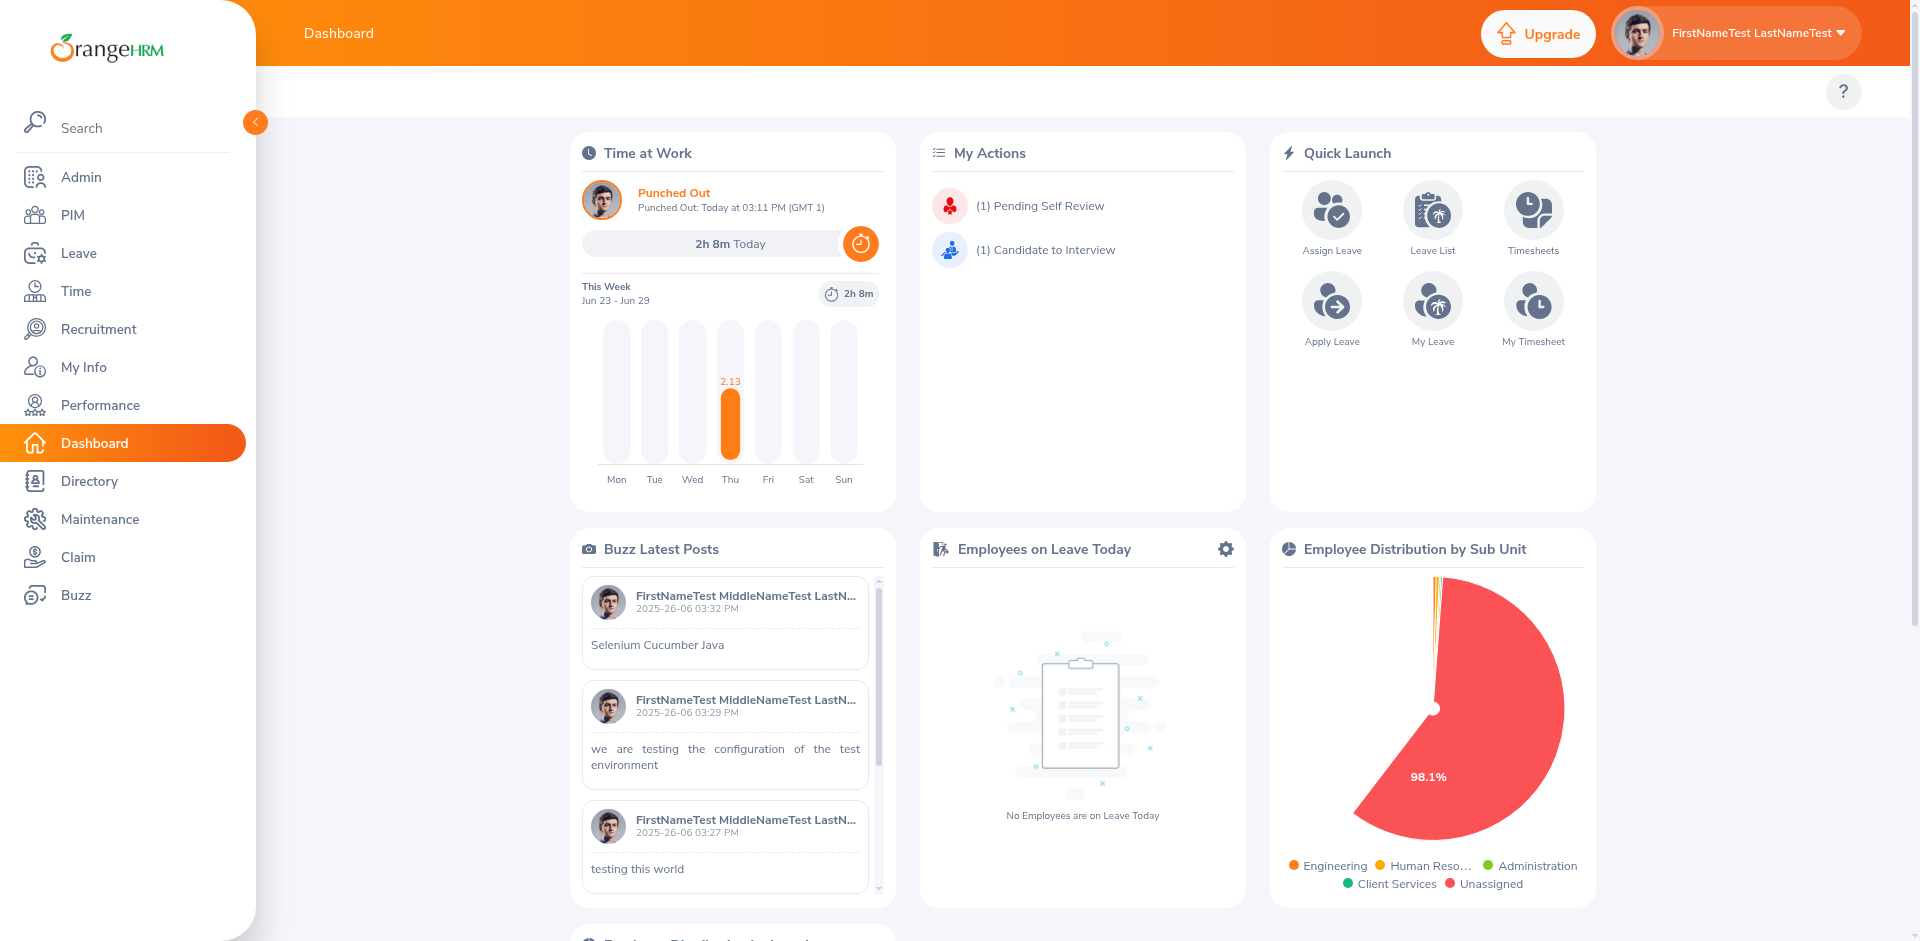 OrangeHRM
Search
Admin
PIM
Leave
Time
Recruitment
My Info
Performance
Dashboard
Directory
Maintenance
Claim
Buzz
Dashboard
Upgrade
FirstNameTest LastNameTest
?
Time at Work
Punched Out
Punched Out: Today at 03:11 PM (GMT 1)
2h 8m Today
This Week
Jun 23 - Jun 29
2h 8m
2.13
Mon Tue Wed Thu Fri Sat Sun
My Actions
(1) Pending Self Review
(1) Candidate to Interview
Quick Launch
Assign Leave
Leave List
Timesheets
Apply Leave
My Leave
My Timesheet
Buzz Latest Posts
FirstNameTest MiddleNameTest LastN...
2025-26-06 03:32 PM
Selenium Cucumber Java
FirstNameTest MiddleNameTest LastN...
2025-26-06 03:29 PM
we are testing the configuration of the test
environment
FirstNameTest MiddleNameTest LastN...
2025-26-06 03:27 PM
testing this world
Employees on Leave Today
No Employees are on Leave Today
Employee Distribution by Sub Unit
98.1%
Engineering Human Reso... Administration
Client Services Unassigned